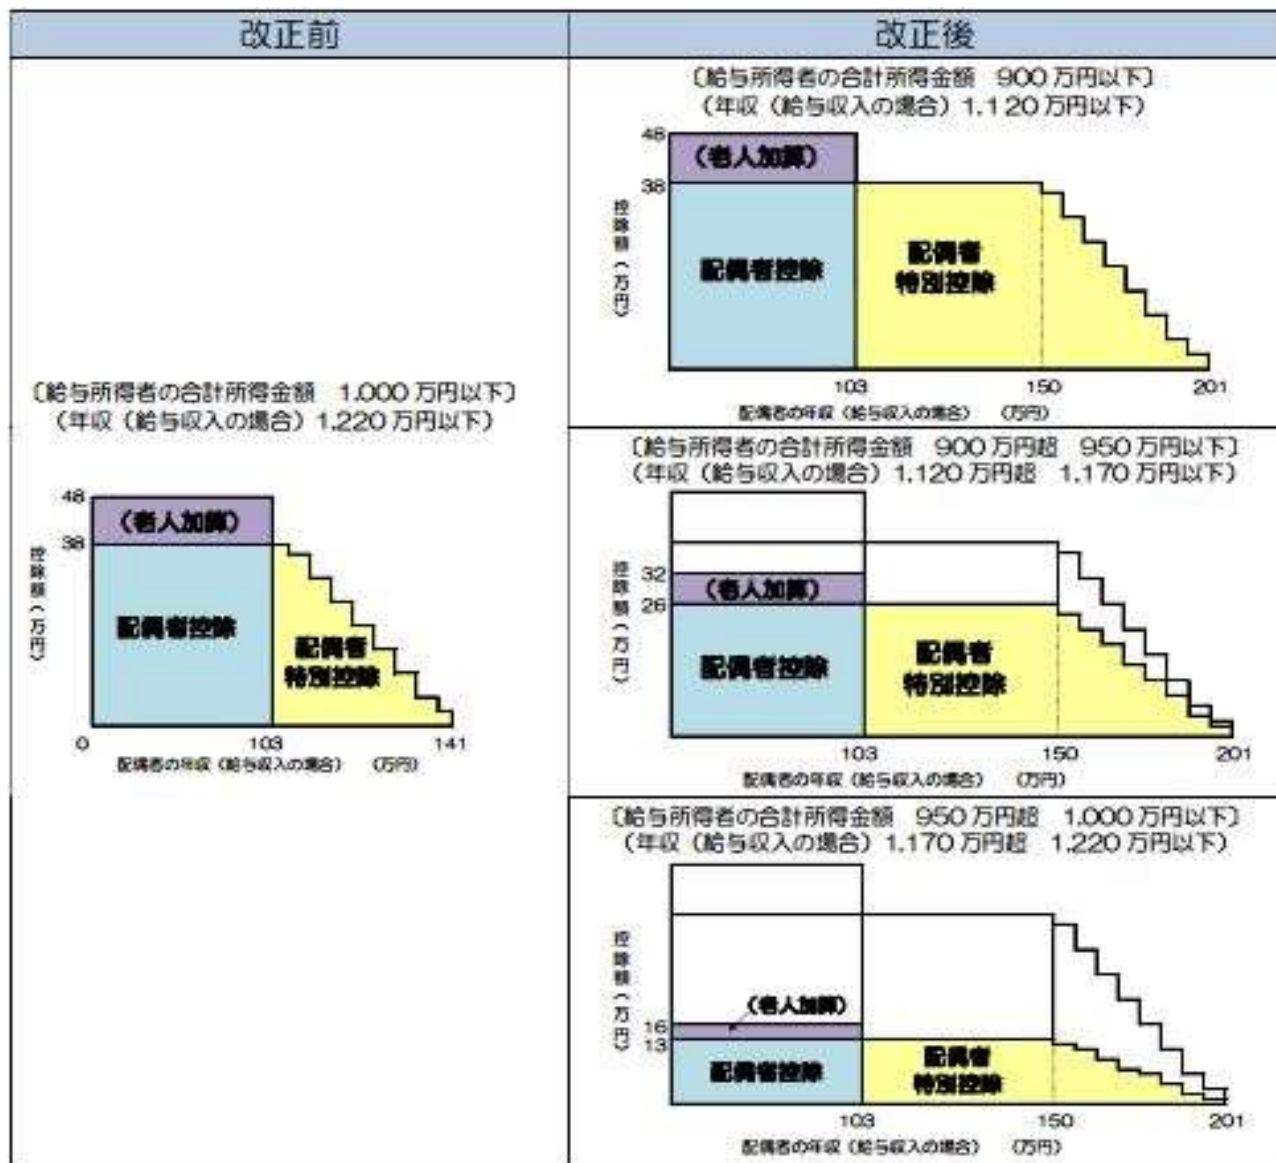 改正前
〔給与所得者の合計所得金額 1,000万円以下〕
(年収(給与収入の場合)1,220万円以下)
48
(老人加算)
38
控除額(万円)
配偶者控除
配偶者
特別控除
0
103
141
配偶者の年収(給与収入の場合) (万円)
改正後
〔給与所得者の合計所得金額 900万円以下〕
(年収(給与収入の場合)1,120万円以下)
48
(老人加算)
38
控除額(万円)
配偶者控除
配偶者
特別控除
103
150
201
配偶者の年収(給与収入の場合) (万円)
〔給与所得者の合計所得金額 900万円超 950万円以下〕
(年収(給与収入の場合)1,120万円超 1,170万円以下)
32
(老人加算)
26
控除額(万円)
配偶者控除
配偶者
特別控除
103
150
201
配偶者の年収(給与収入の場合) (万円)
〔給与所得者の合計所得金額 950万円超 1,000万円以下〕
(年収(給与収入の場合)1,170万円超 1,220万円以下)
控除額(万円)
(老人加算)
16
13
配偶者控除
配偶者
特別控除
103
150
201
配偶者の年収(給与収入の場合) (万円)